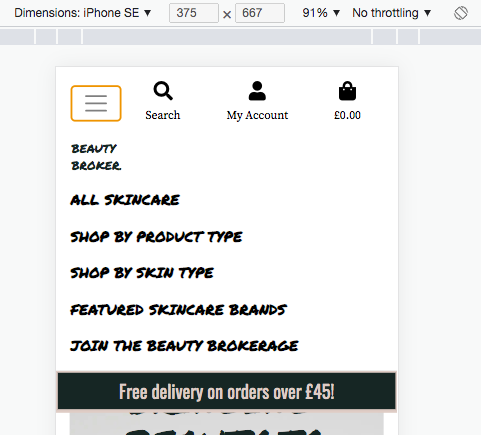 Dimensions: iPhone SE ▼ 375 × 667 91% ▼ No throttling ▼
Search My Account £0.00
BEAUTY
BROKER.
ALL SKINCARE
SHOP BY PRODUCT TYPE
SHOP BY SKIN TYPE
FEATURED SKINCARE BRANDS
JOIN THE BEAUTY BROKERAGE
Free delivery on orders over £45!